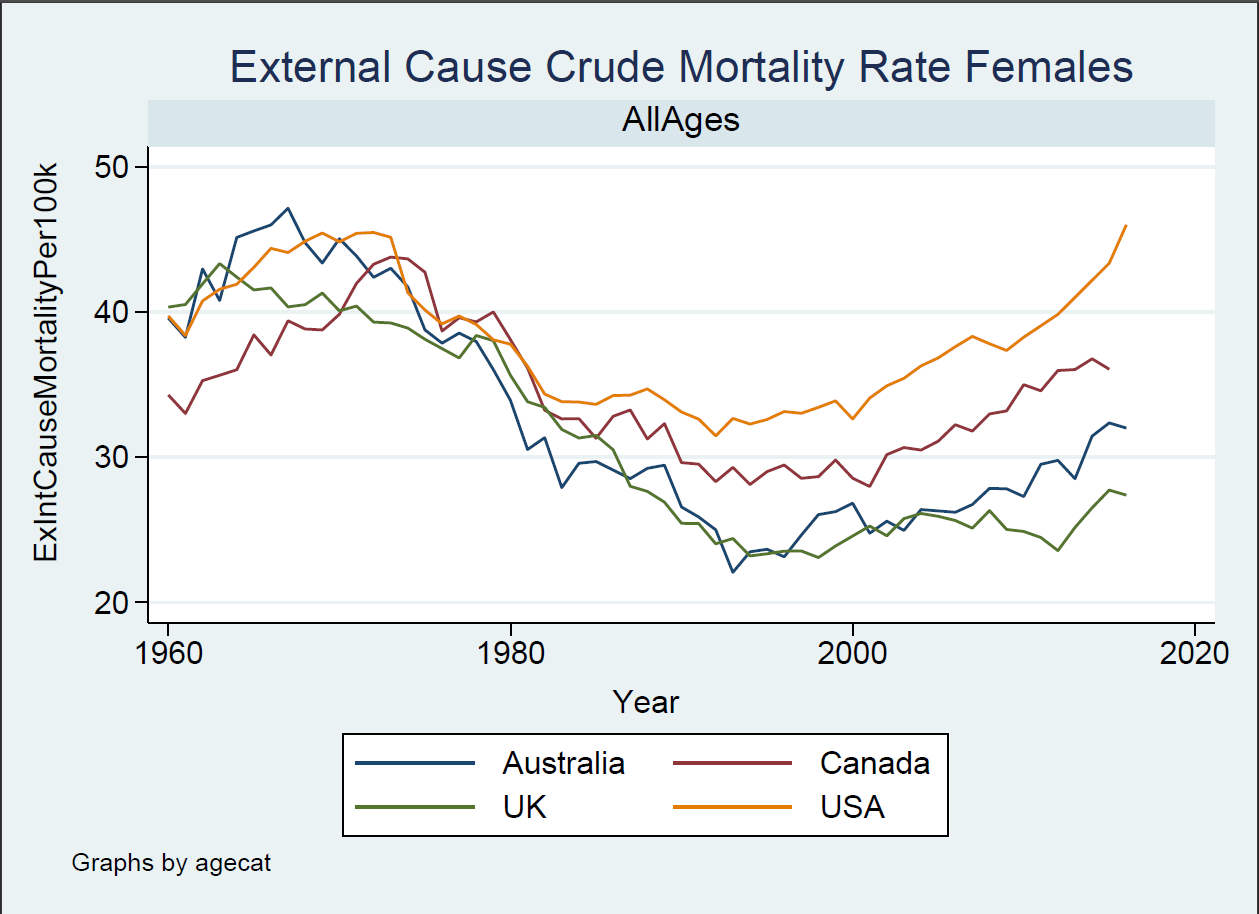 External Cause Crude Mortality Rate Females
AllAges
ExIntCauseMortalityPer100k
50
40
30
20
1960 1980 2000 2020
Year
Australia Canada
UK USA
Graphs by agecat